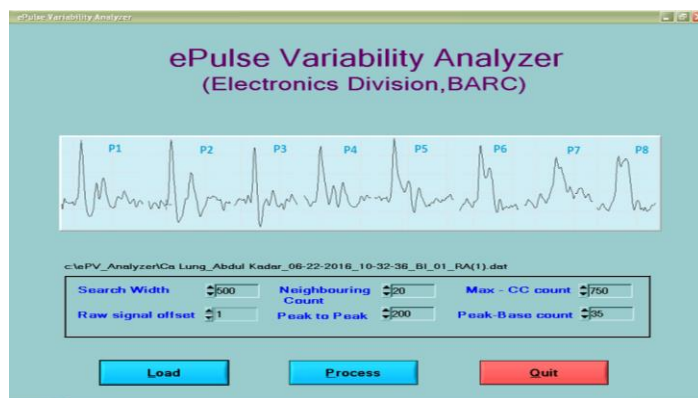 ePulse Variability Analyzer
ePulse Variability Analyzer
(Electronics Division,BARC)
P1 P2 P3 P4 P5 P6 P7 P8
c:\ePV_Analyzer\Ca Lung_Abdul Kadar_06-22-2016_10-32-36_BI_01_RA(1).dat
Search Width 500 Neighbouring Count 20 Max - CC count 750
Raw signal offset 1 Peak to Peak 200 Peak-Base count 35
Load Process Quit